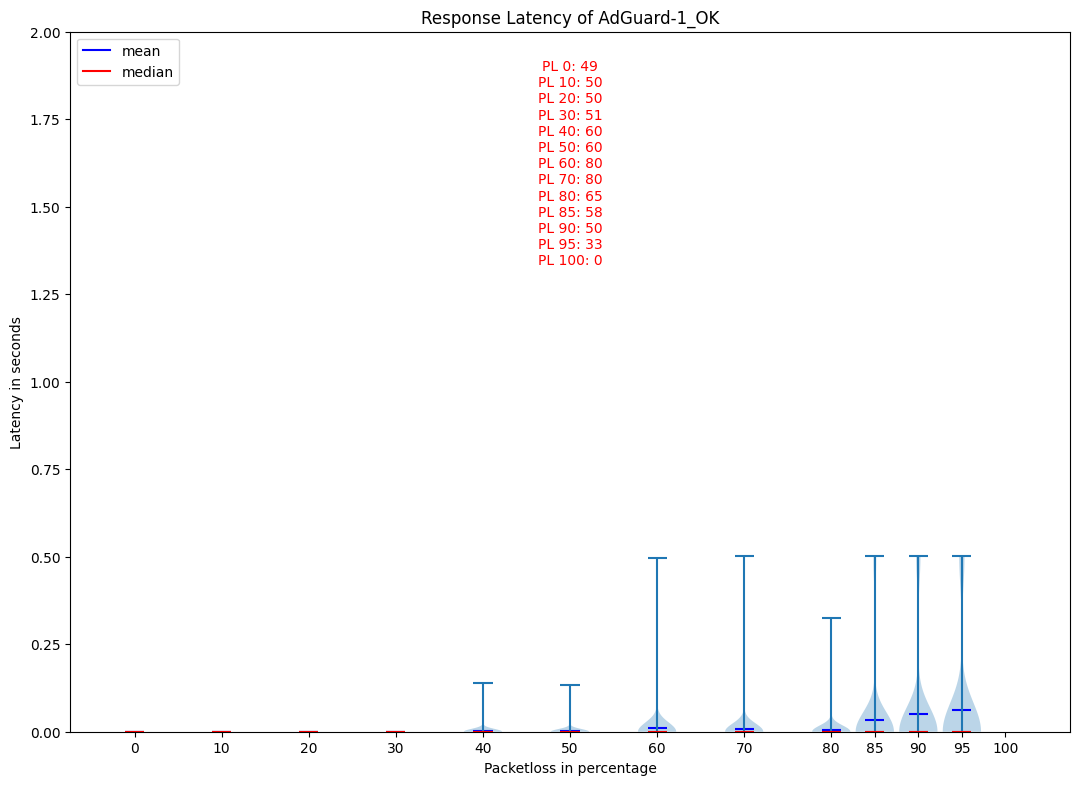 Response Latency of AdGuard-1_OK
mean
median
PL 0: 49
PL 10: 50
PL 20: 50
PL 30: 51
PL 40: 60
PL 50: 60
PL 60: 80
PL 70: 80
PL 80: 65
PL 85: 58
PL 90: 50
PL 95: 33
PL 100: 0
2.00
1.75
1.50
1.25
1.00
0.75
0.50
0.25
0.00
Latency in seconds
0 10 20 30 40 50 60 70 80 85 90 95 100
Packetloss in percentage